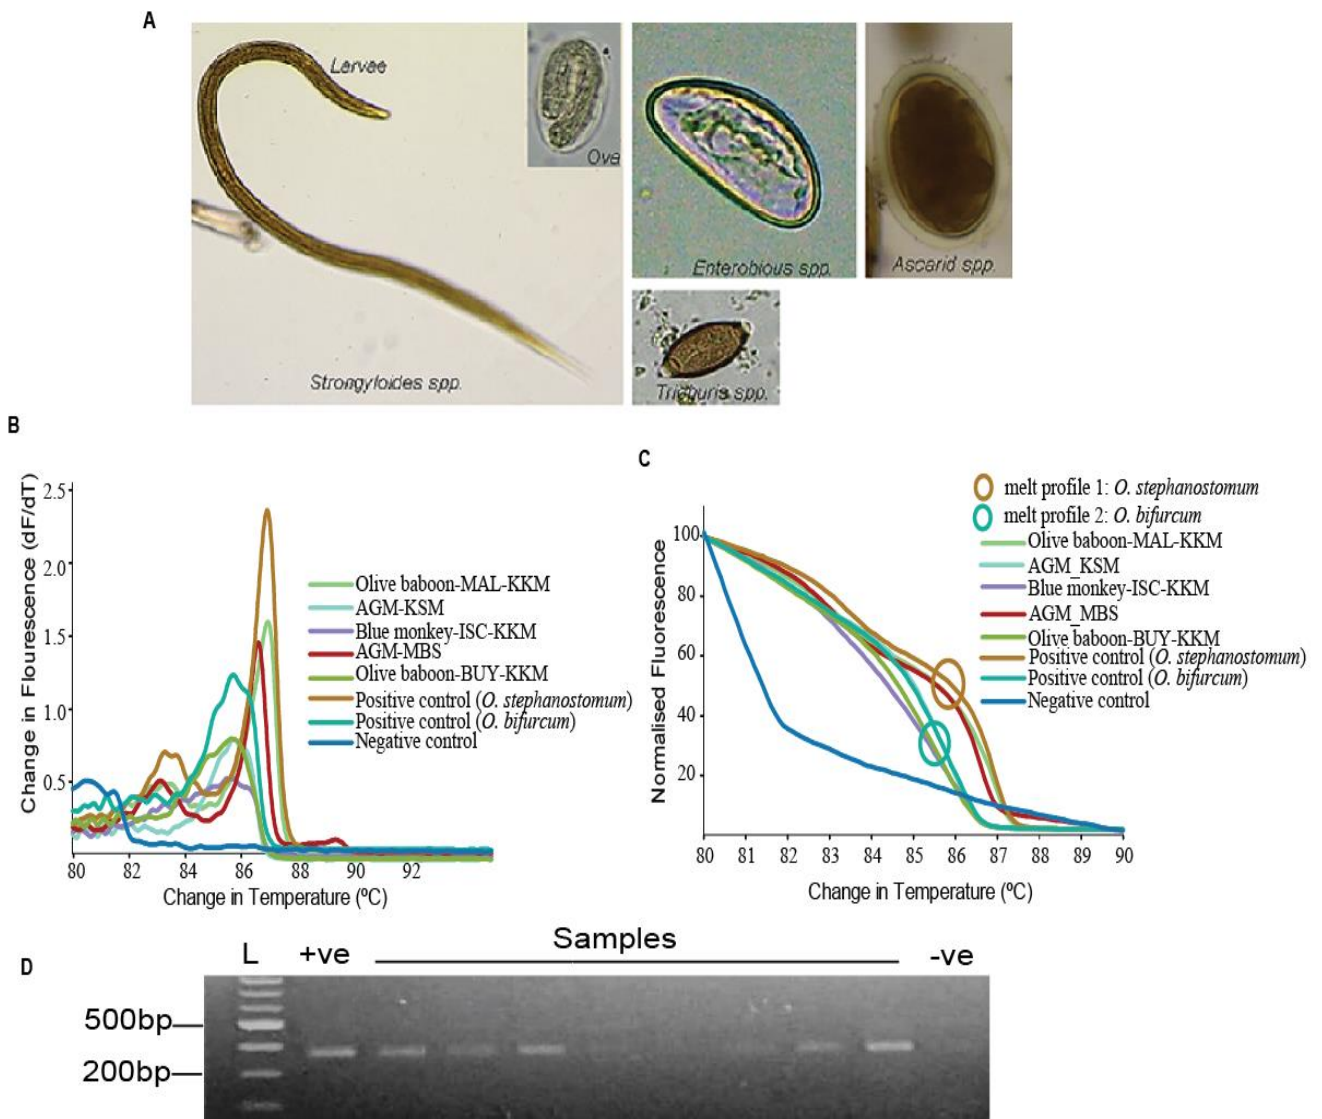 A
Larvae
Ova
Strongyloides spp.
Enterobious spp.
Ascarid spp.
Trichuris spp.
B
Change in Flourescence (dF/dT)
2.5
2.0
1.5
1.0
0.5
80 82 84 86 88 90 92
Change in Temperature (ºC)
Olive baboon-MAL-KKM
AGM-KSM
Blue monkey-ISC-KKM
AGM-MBS
Olive baboon-BUY-KKM
Positive control (O. stephanostomum)
Positive control (O. bifurcum)
Negative control
C
Normalised Fluorescence
100
80
60
40
20
80 81 82 83 84 85 86 87 88 89 90
Change in Temperature (ºC)
melt profile 1: O. stephanostomum
melt profile 2: O. bifurcum
Olive baboon-MAL-KKM
AGM_KSM
Blue monkey-ISC-KKM
AGM_MBS
Olive baboon-BUY-KKM
Positive control (O. stephanostomum)
Positive control (O. bifurcum)
Negative control
D
L +ve Samples -ve
500bp
200bp